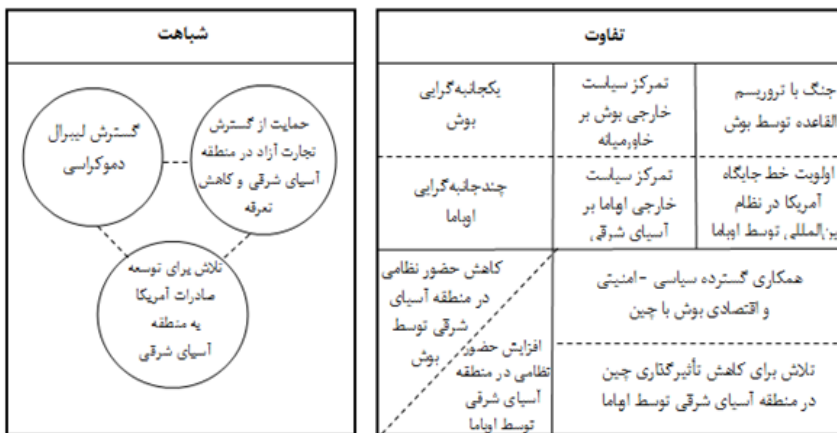 تفاوت
جنگ با تروریسم
القاعده توسط بوش
تمرکز سیاست
خارجی بوش بر
خاورمیانه
یکجانبه‌گرایی
بوش
اولویت خط جایگاه
آمریکا در نظام
بین‌المللی توسط اوباما
تمرکز سیاست
خارجی اوباما بر
آسیای شرقی
چندجانبه‌گرایی
اوباما
همکاری گسترده سیاسی - امنیتی
و اقتصادی بوش با چین
تلاش برای کاهش تأثیرگذاری چین
در منطقه آسیای شرقی توسط اوباما
کاهش حضور نظامی
در منطقه آسیای
شرقی توسط
بوش
افزایش حضور
نظامی در منطقه
آسیای شرقی
توسط اوباما
شباهت
حمایت از گسترش
تجارت آزاد در منطقه
آسیای شرقی و کاهش
تعرقه
گسترش لیبرال
دموکراسی
تلاش برای توسعه
صادرات آمریکا
به منطقه
آسیای شرقی